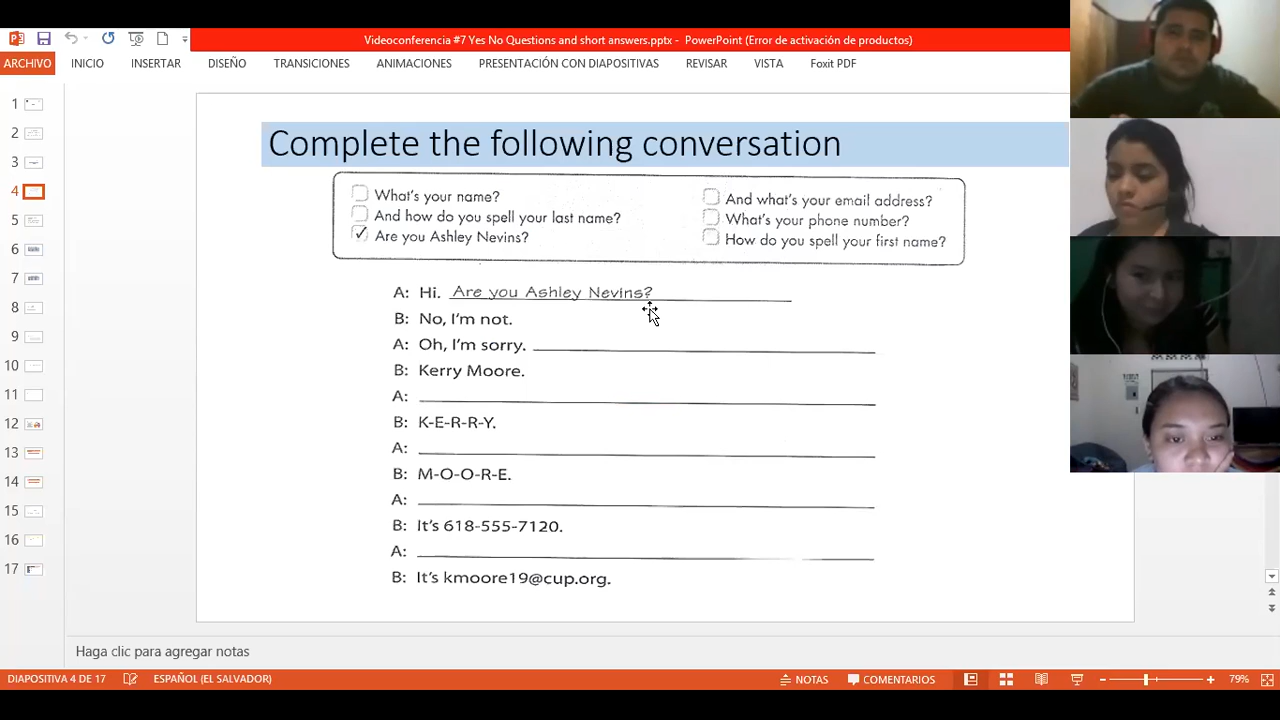 Videoconferencia #7 Yes No Questions and short answers.pptx - PowerPoint (Error de activación de productos)
ARCHIVO INICIO INSERTAR DISEÑO TRANSICIONES ANIMACIONES PRESENTACIÓN CON DIAPOSITIVAS REVISAR VISTA Foxit PDF
1
2
3
4
5
6
7
8
9
10
11
12
13
14
15
16
17
Complete the following conversation
What's your name?
And how do you spell your last name?
✓ Are you Ashley Nevins?
And what's your email address?
What's your phone number?
How do you spell your first name?
A: Hi. Are you Ashley Nevins?
B: No, I'm not.
A: Oh, I'm sorry.
B: Kerry Moore.
A:
B: K-E-R-R-Y.
A:
B: M-O-O-R-E.
A:
B: It's 618-555-7120.
A:
B: It's kmoore19@cup.org.
Haga clic para agregar notas
DIAPOSITIVA 4 DE 17 ESPAÑOL (EL SALVADOR) NOTAS COMENTARIOS 79%